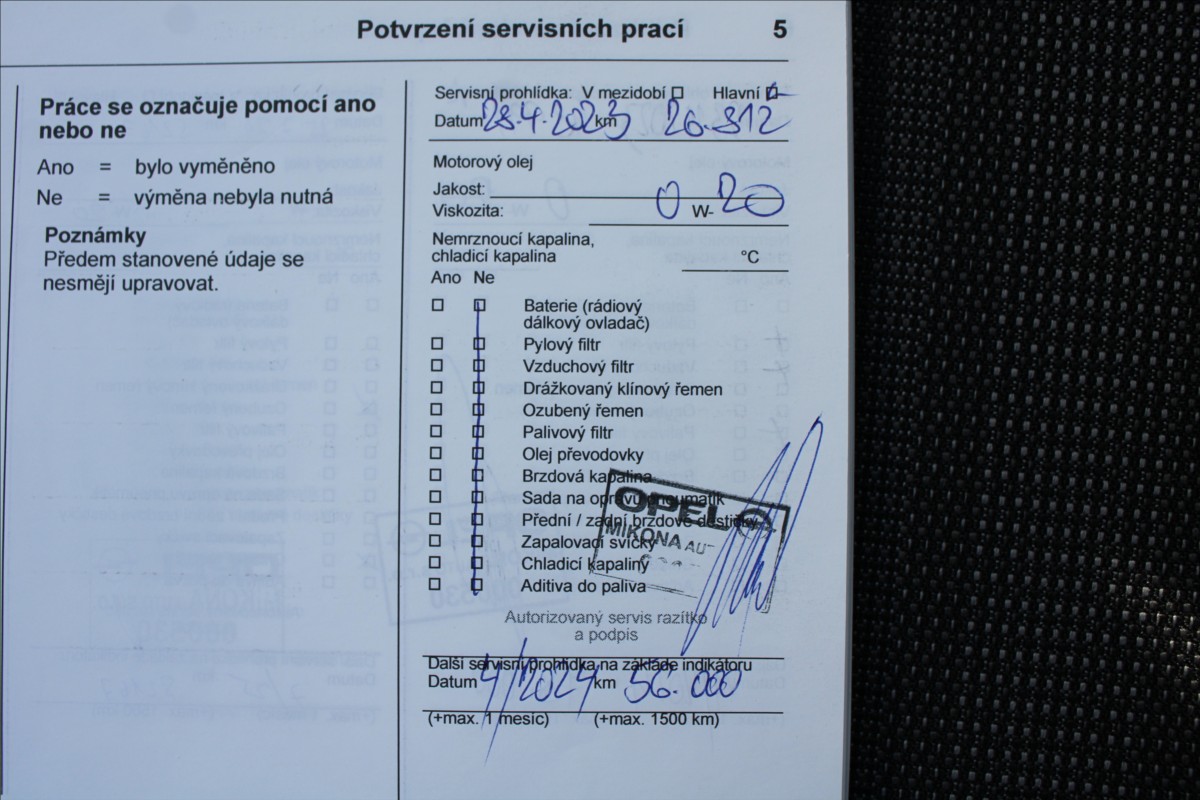 Potvrzení servisních prací 5
Práce se označuje pomocí ano
nebo ne
Ano = bylo vyměněno
Ne = výměna nebyla nutná
Poznámky
Předem stanovené údaje se
nesmějí upravovat.
Servisní prohlídka: V mezidobí □ Hlavní □
Datum 28.4.2023 km 26.812
Motorový olej
Jakost:
Viskozita: 0 W- 20
Nemrznoucí kapalina,
chladicí kapalina °C
Ano Ne
□ □ Baterie (rádiový
dálkový ovladač)
□ □ Pylový filtr
□ □ Vzduchový filtr
□ □ Drážkovaný klínový řemen
□ □ Ozubený řemen
□ □ Palivový filtr
□ □ Olej převodovky
□ □ Brzdová kapalina
□ □ Sada na opravu pneumatik
□ □ Přední / zadní brzdové destičky
□ □ Zapalovací svíčky
□ □ Chladicí kapaliny
□ □ Aditiva do paliva
OPEL
MIKONA AU
Autorizovaný servis razítko
a podpis
Další servisní prohlídka na základě indikátoru
Datum 4/2024 km 56.000
(+max. 1 mesíc) (+max. 1500 km)